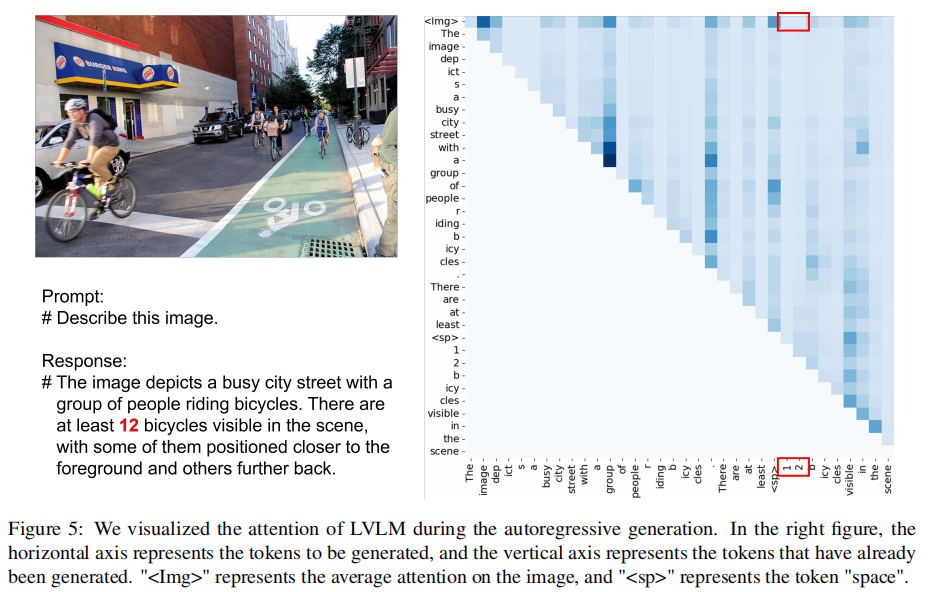 BURGER KING
Prompt:
# Describe this image.
Response:
# The image depicts a busy city street with a
group of people riding bicycles. There are
at least 12 bicycles visible in the scene,
with some of them positioned closer to the
foreground and others further back.
<Img>
The
image
dep
ict
s
a
busy
city
street
with
a
group
of
people
r
iding
b
icy
cles
.
There
are
at
least
<sp>
1
2
b
icy
cles
visible
in
the
scene
The image dep ict s a busy city street with a group of people r iding b icy cles . There are at least <sp> 1 2 b icy cles visible in the scene
Figure 5: We visualized the attention of LVLM during the autoregressive generation. In the right figure, the
horizontal axis represents the tokens to be generated, and the vertical axis represents the tokens that have already
been generated. "<Img>" represents the average attention on the image, and "<sp>" represents the token "space".